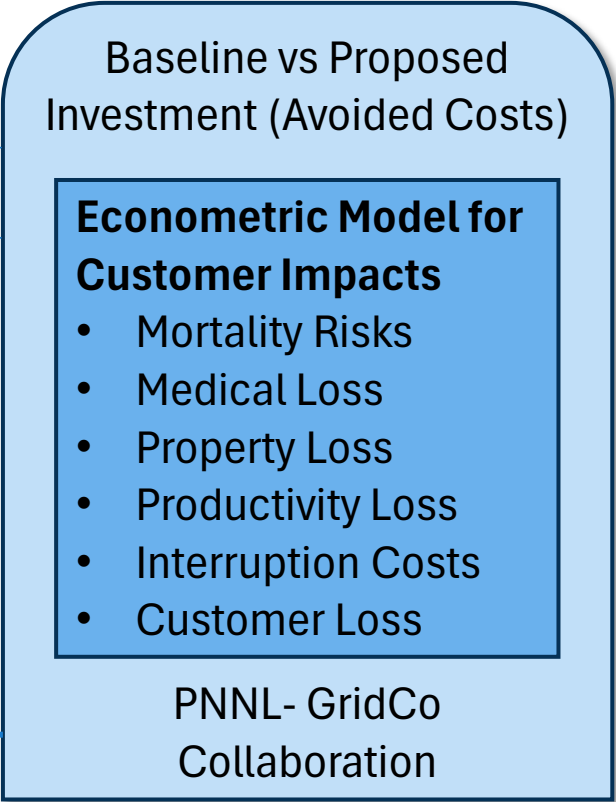 Baseline vs Proposed
Investment (Avoided Costs)
Econometric Model for
Customer Impacts
• Mortality Risks
• Medical Loss
• Property Loss
• Productivity Loss
• Interruption Costs
• Customer Loss
PNNL- GridCo
Collaboration